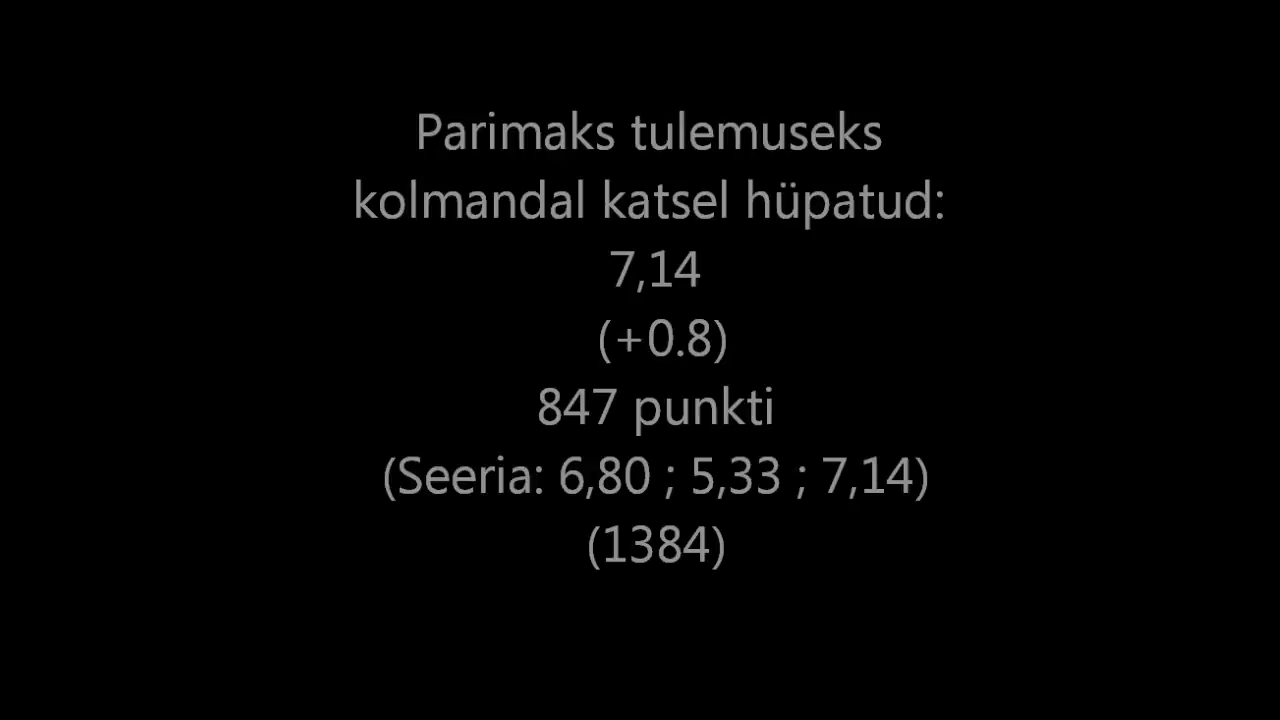 Parimaks tulemuseks
kolmandal katsel hüpatud:
7,14
(+0.8)
847 punkti
(Seeria: 6,80 ; 5,33 ; 7,14)
(1384)